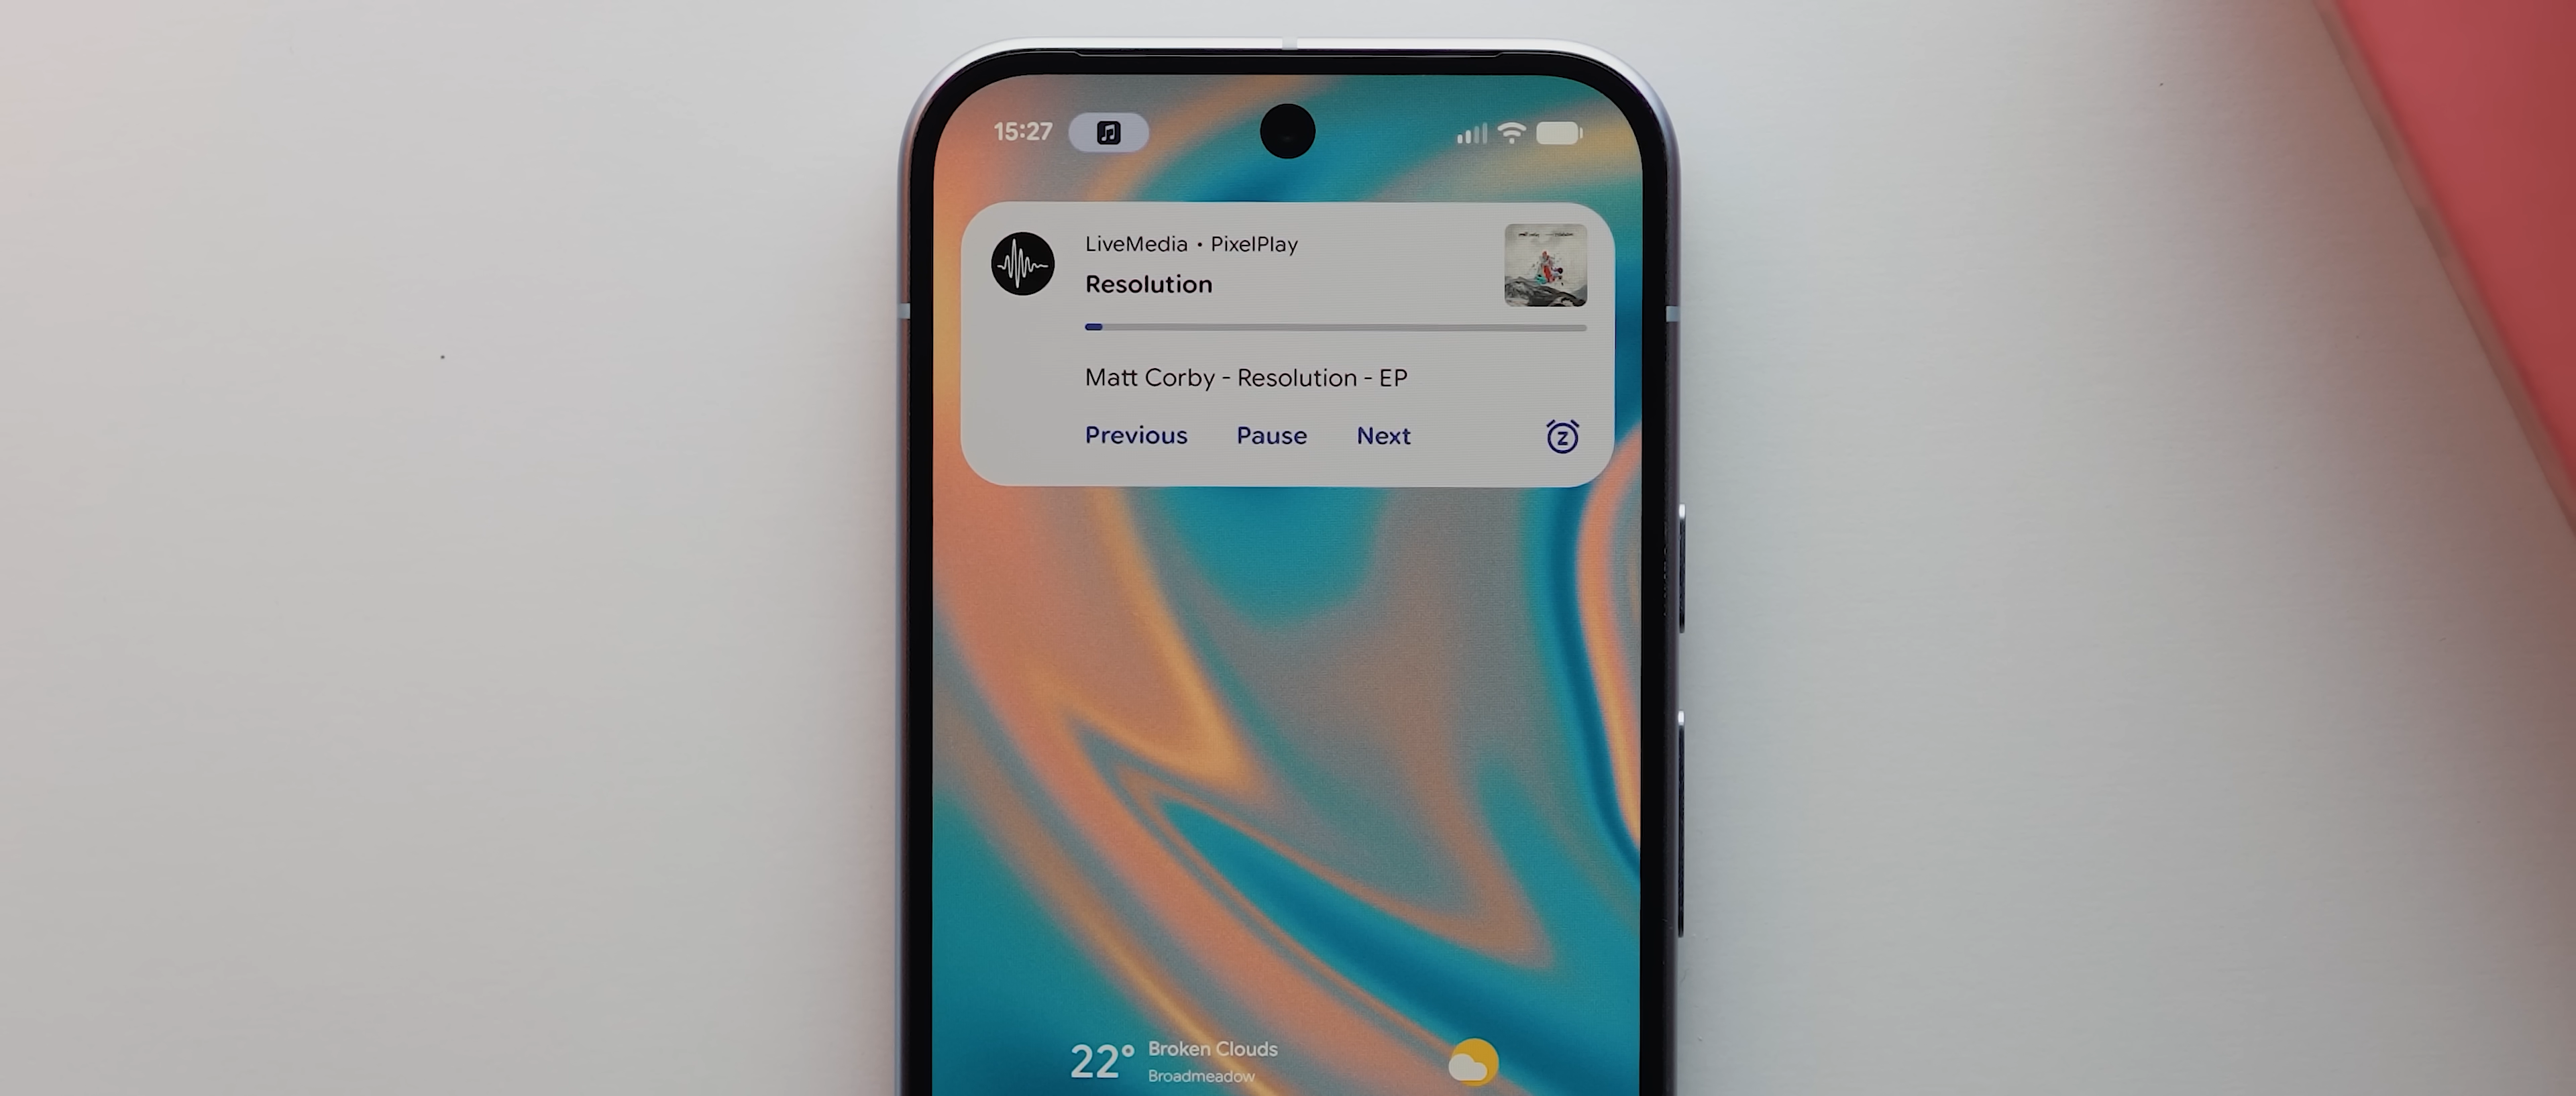 15:27
LiveMedia • PixelPlay
Resolution
Matt Corby - Resolution - EP
Previous Pause Next
Z
22° Broken Clouds
Broadmeadow